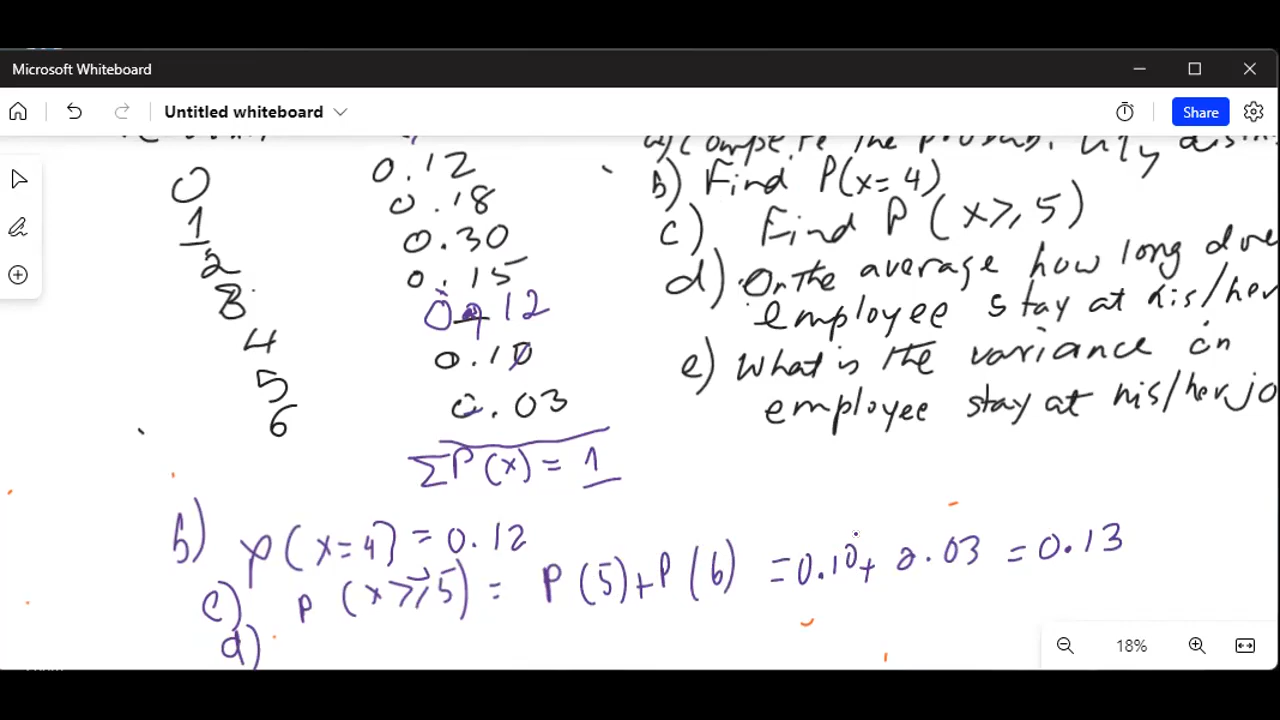 Microsoft Whiteboard
Untitled whiteboard
Share
0 0.12
1 0.18
2 0.30
3 0.15
4 0.12
5 0.10
6 0.03
ΣP(x) = 1
the probability
b) Find P(x=4)
c) Find P(x≥,5)
d) On the average how long
employee stay at his/her
e) What is the variance in
employee stay at his/her jo
b) P(x=4) = 0.12
c) P(x≥,5) = P(5)+P(6) = 0.10+ 0.03 = 0.13
d)
18%